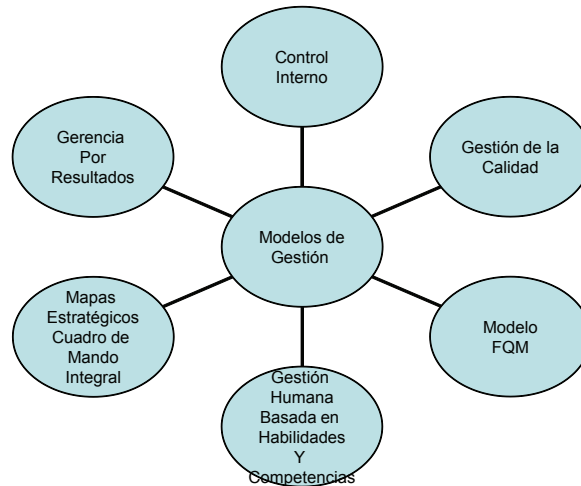 Control
Interno
Gerencia
Por
Resultados
Gestión de la
Calidad
Modelos de
Gestión
Mapas
Estratégicos
Cuadro de
Mando
Integral
Modelo
FQM
Gestión
Humana
Basada en
Habilidades
Y
Competencias